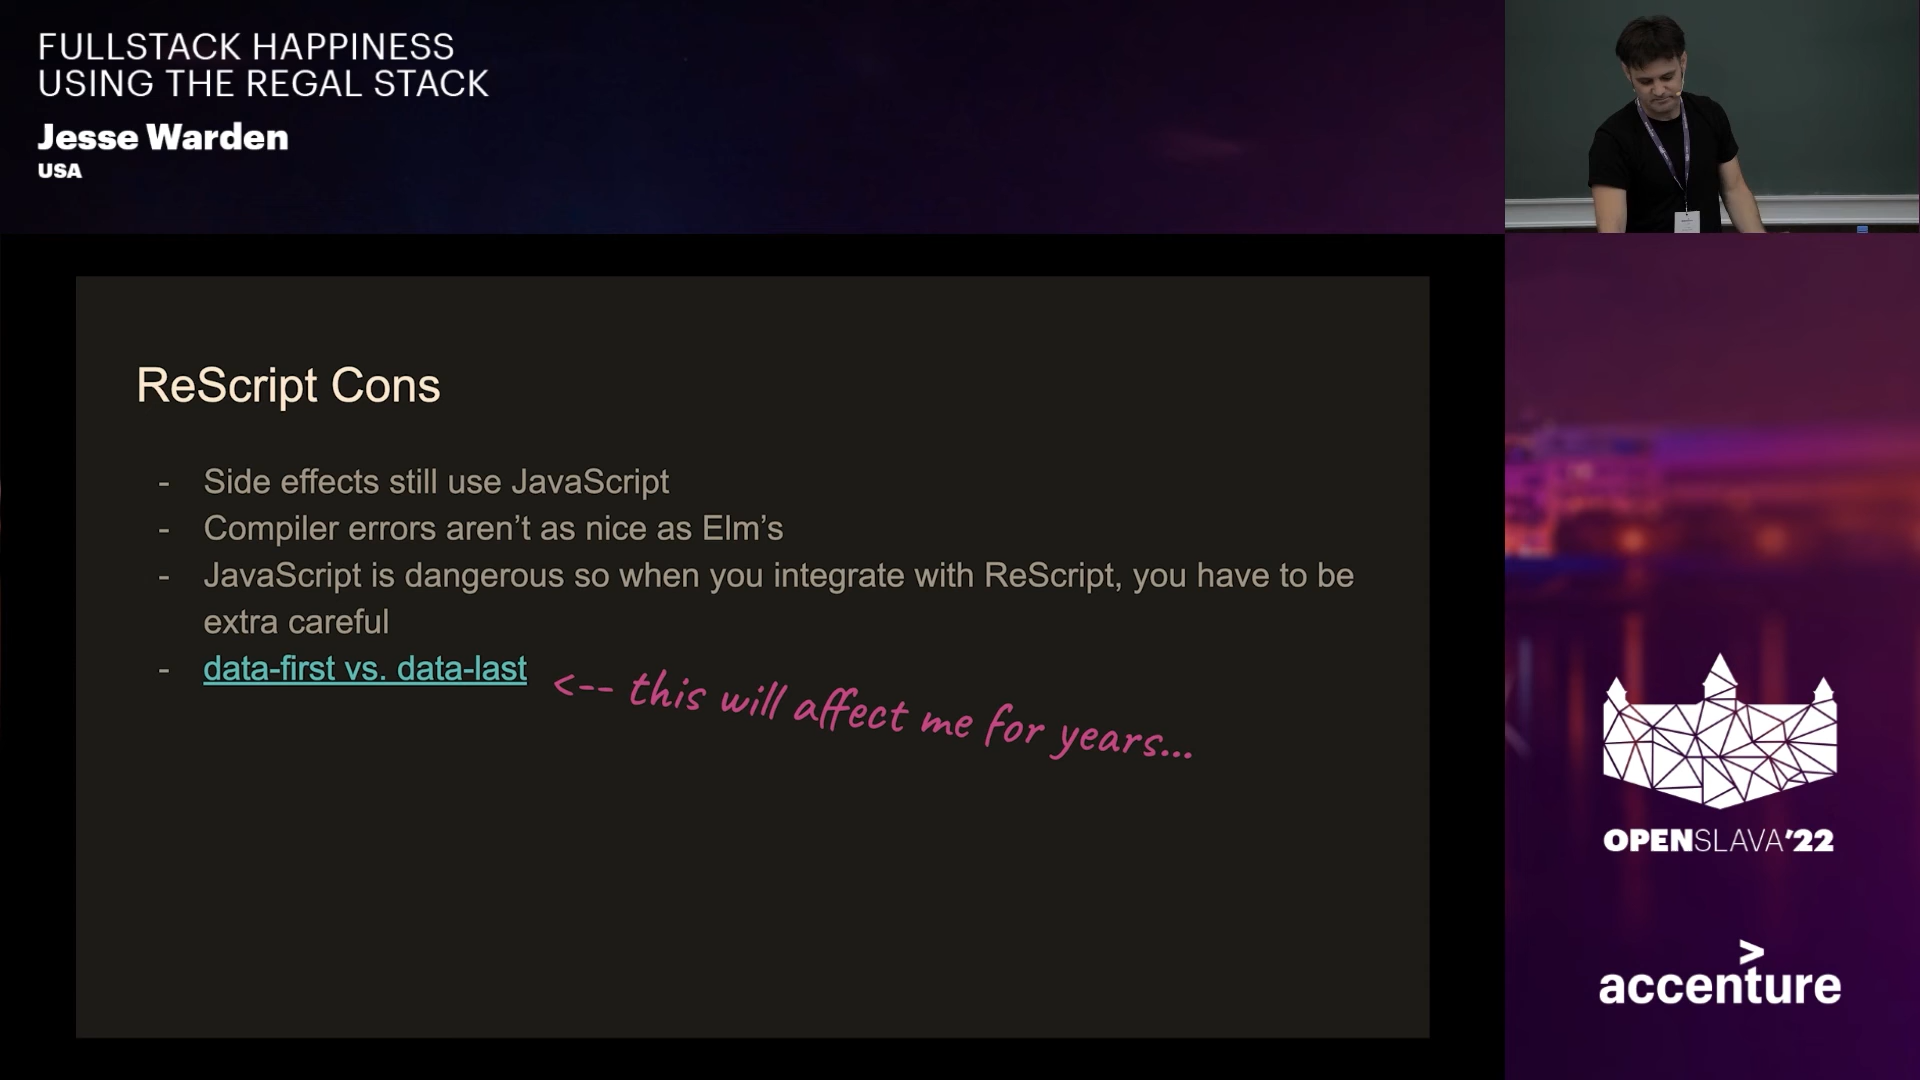 FULLSTACK HAPPINESS
USING THE REGAL STACK
Jesse Warden
USA
ReScript Cons
- Side effects still use JavaScript
- Compiler errors aren’t as nice as Elm’s
- JavaScript is dangerous so when you integrate with ReScript, you have to be
extra careful
- data-first vs. data-last
<-- this will affect me for years...
OPENSLAVA’22
accenture